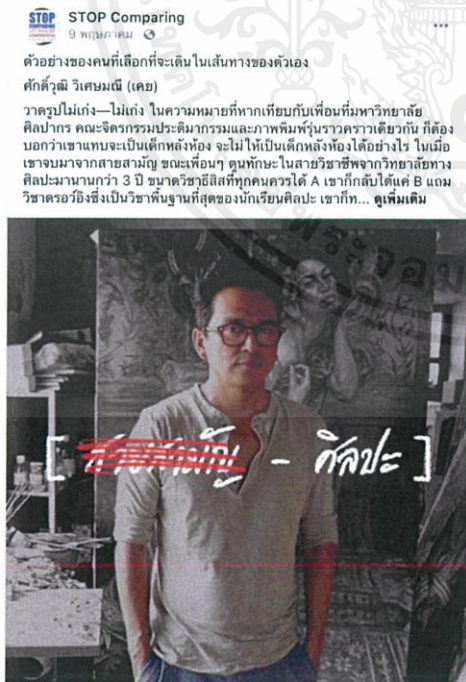 STOP
STOP Comparing
9 พฤษภาคม
ตัวอย่างของคนที่เลือกที่จะเดินในเส้นทางของตัวเอง
ศักดิ์วุฒิ วิเศษมณี (เคย)
วาดรูปไม่เก่ง—ไม่เก่ง ในความหมายที่หากเทียบกับเพื่อนที่มหาวิทยาลัย
ศิลปากร คณะจิตรกรรมประติมากรรมและภาพพิมพ์รุ่นราวคราวเดียวกัน ก็ต้อง
บอกว่าเขาแทบจะเป็นเด็กหลังห้อง จะไม่ให้เป็นเด็กหลังห้องได้อย่างไร ในเมื่อ
เขาจบมาจากสายสามัญ ขณะเพื่อนๆ ตุนทักษะในสายวิชาชีพจากวิทยาลัยทาง
ศิลปะมานานกว่า 3 ปี ขนาดวิชาธีสิสที่ทุกคนควรได้ A เขาก็กลับได้แค่ B แถม
วิชาดรอว์อิ้งซึ่งเป็นวิชาพื้นฐานที่สุดของนักเรียนศิลปะ เขาก็ท... ดูเพิ่มเติม
[ สายสามัญ - ศิลปะ ]